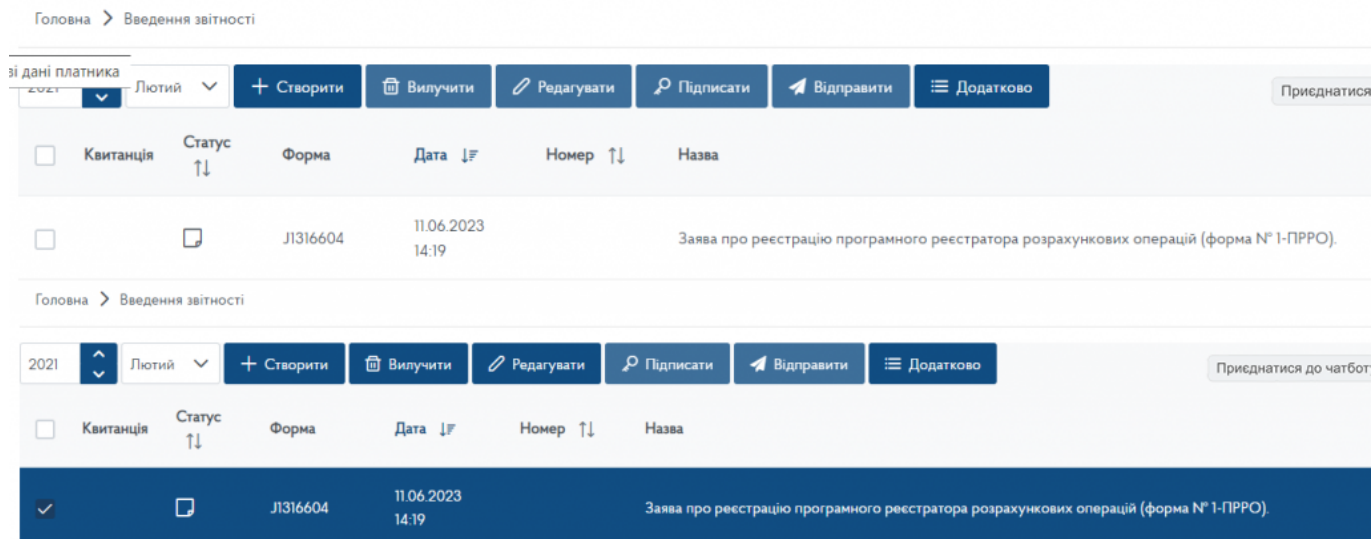 Головна > Введення звітності
ві дані платника
2021 Лютий + Створити Вилучити Редагувати Підписати Відправити Додатково Приєднатися
Квитанція Статус Форма Дата Номер Назва
J1316604 11.06.2023 14:19 Заява про реєстрацію програмного реєстратора розрахункових операцій (форма № 1-ПРРО).
Головна > Введення звітності
2021 Лютий + Створити Вилучити Редагувати Підписати Відправити Додатково Приєднатися до чатбот
Квитанція Статус Форма Дата Номер Назва
J1316604 11.06.2023 14:19 Заява про реєстрацію програмного реєстратора розрахункових операцій (форма № 1-ПРРО).